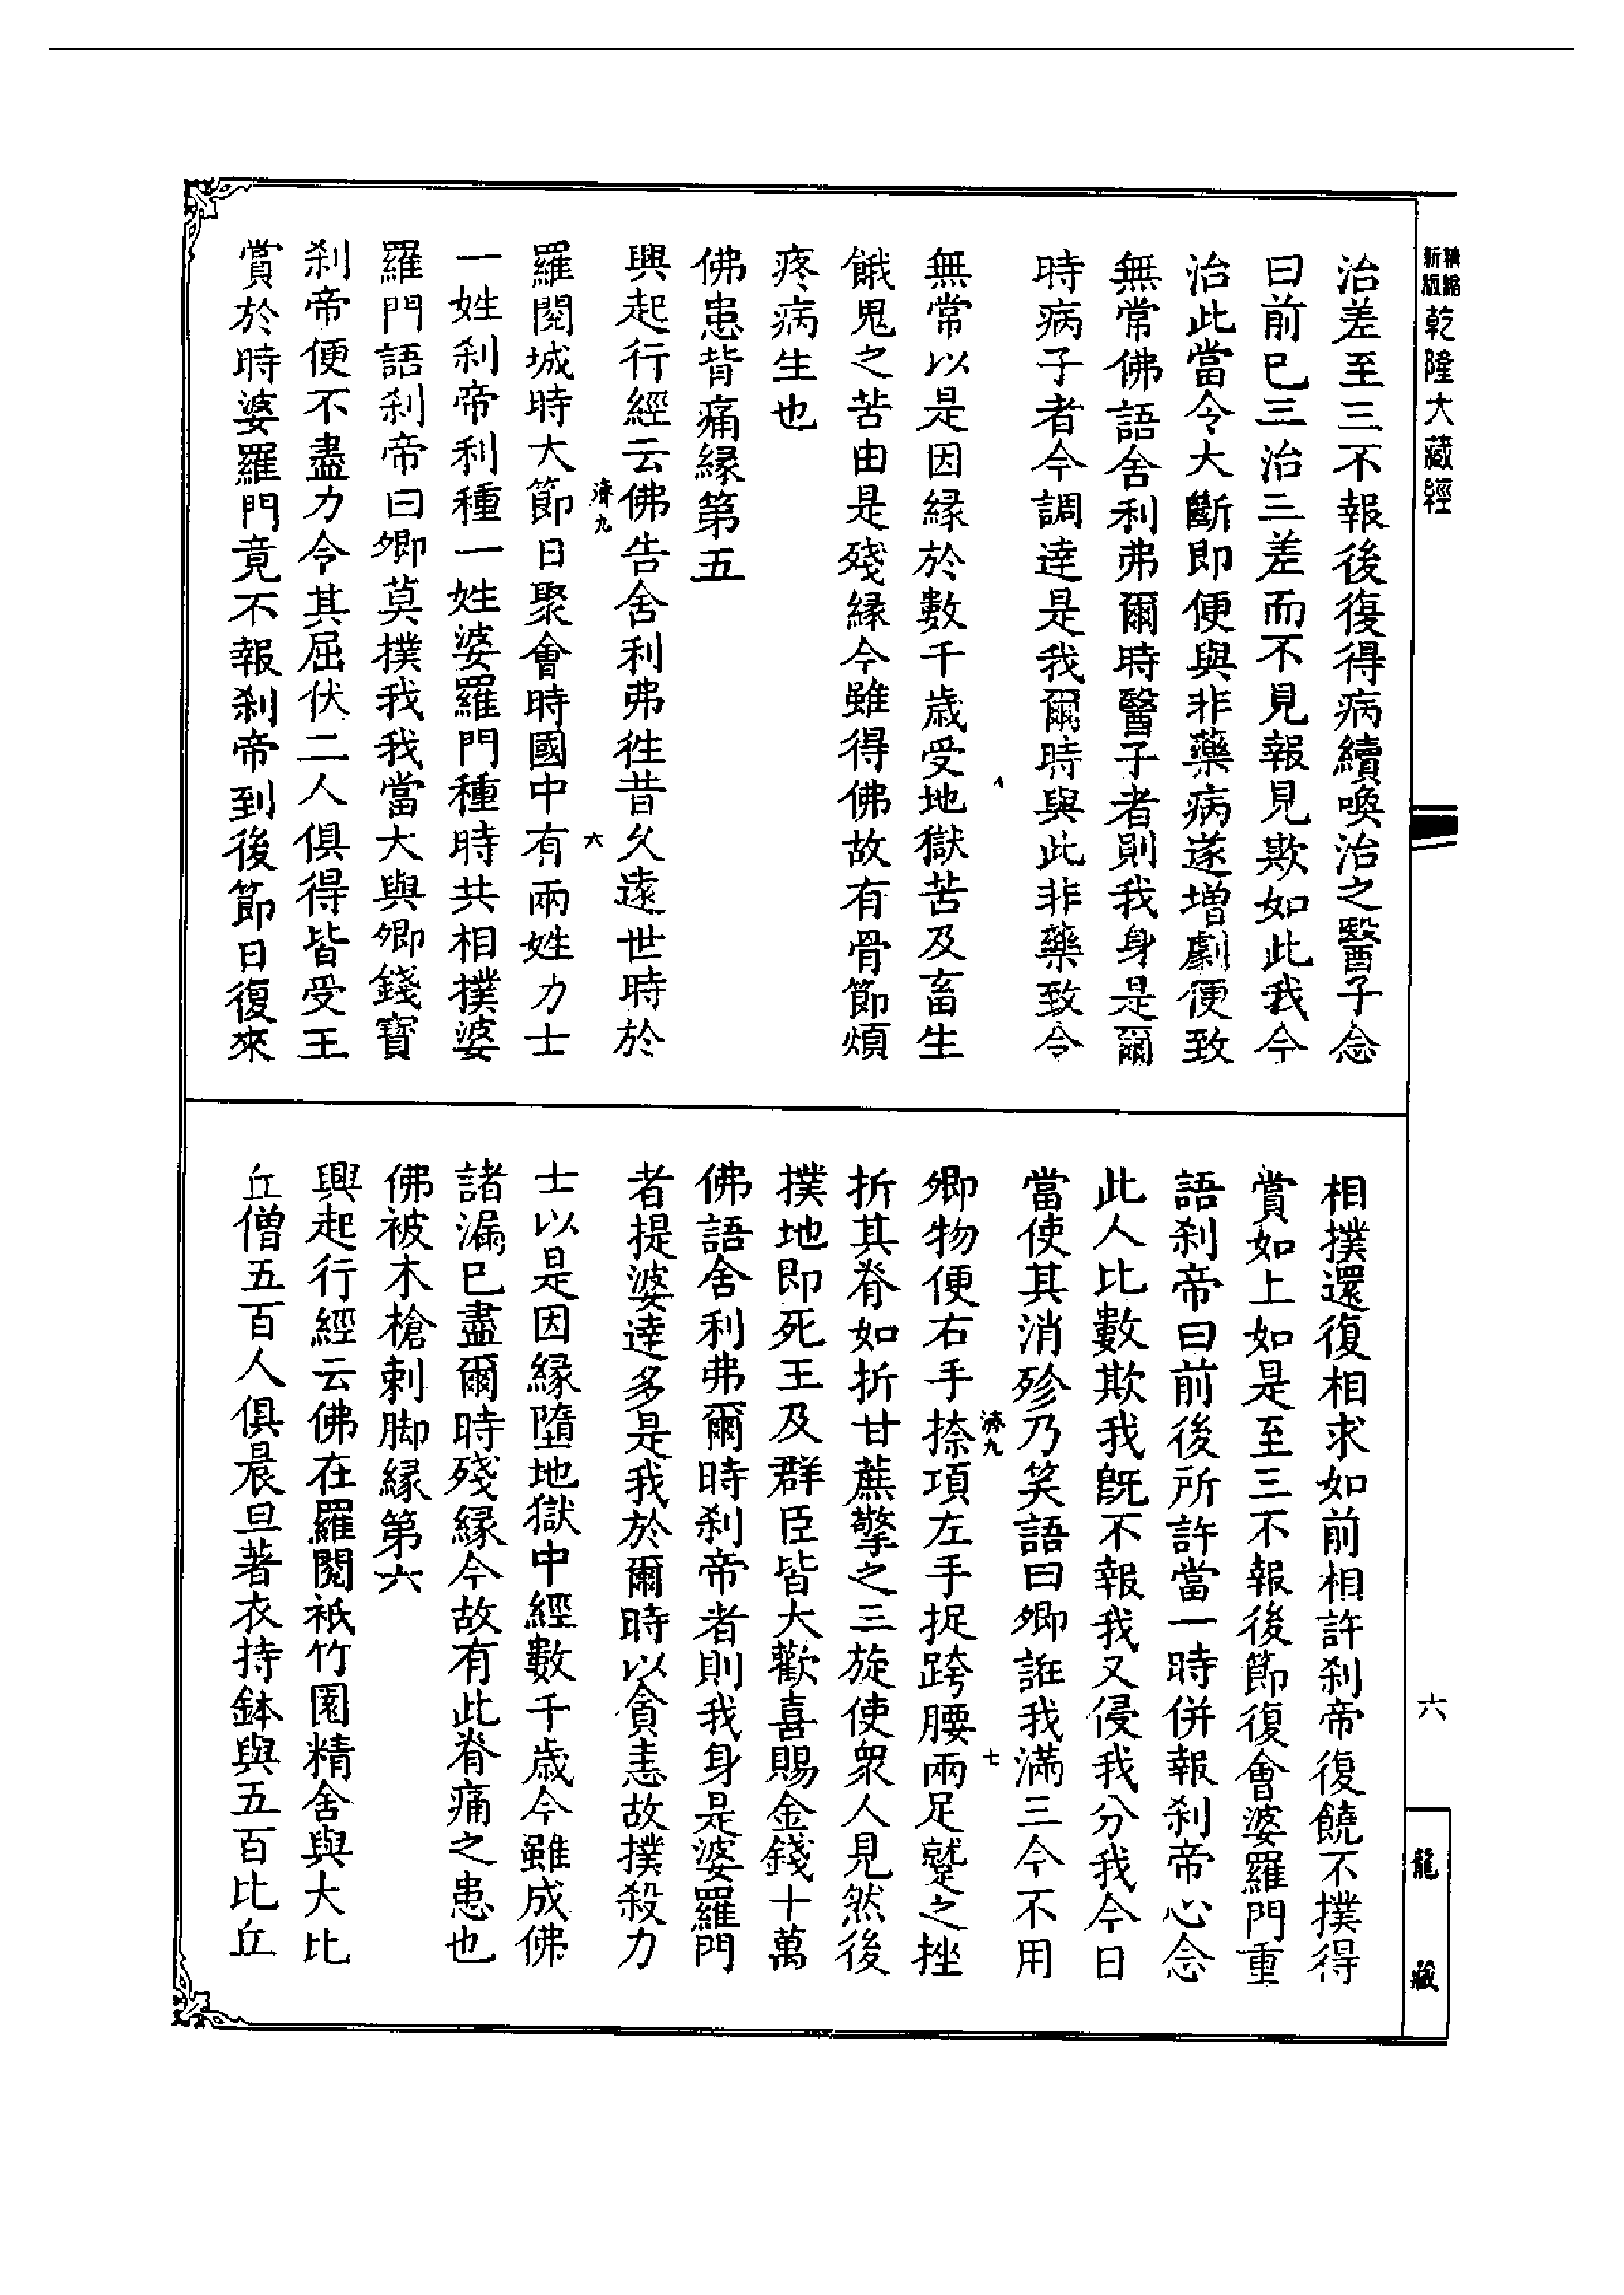 新版
乾隆大藏經
六
龍藏
治差至三不報後復得病續喚治之醫子念
曰前已三治三差而不見報見欺如此我今
治此當令大斷即便與非藥病遂增劇便致
無常佛語舍利弗爾時醫子者則我身是爾
時病子者今調達是我爾時與此非藥致令
無常以是因緣於數千歲受地獄苦及畜生
餓鬼之苦由是殘緣今雖得佛故有骨節煩
疼病生也
佛患背痛緣第五
興起行經云佛告舍利弗徃昔久遠世時於
濟九
六
羅閱城時大節日聚會時國中有兩姓力士
一姓剎帝利種一姓婆羅門種時共相撲婆
羅門語剎帝曰卿莫撲我我當大與卿錢寶
剎帝便不盡力令其屈伏二人俱得皆受王
賞於時婆羅門竟不報剎帝到後節日復來
相撲還復相求如前相許剎帝復饒不撲得
賞如上如是至三不報後節復會婆羅門重
語剎帝曰前後所許當一時併報剎帝心念
此人比數欺我既不報我又侵我分我今日
當使其消殄乃笑語曰卿誑我滿三今不用
濟九
七
卿物便右手捺項左手捉跨腰兩足蹴之挫
折其脊如折甘蔗擎之三旋使眾人見然後
撲地即死王及群臣皆大歡喜賜金錢十萬
佛語舍利弗爾時剎帝者則我身是婆羅門
者提婆達多是我於爾時以貪恚故撲殺力
士以是因緣墮地獄中經數千歲今雖成佛
諸漏已盡爾時殘緣今故有此脊痛之患也
佛被木槍刺脚緣第六
興起行經云佛在羅閱祇竹園精舍與大比
丘僧五百人俱晨旦著衣持鉢與五百比丘